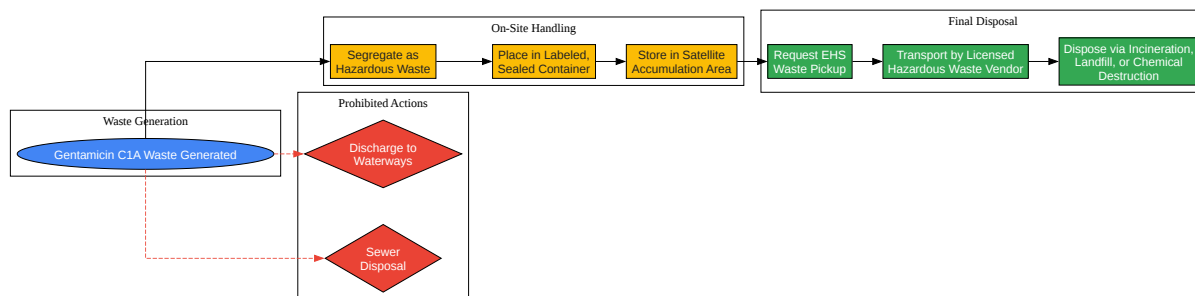 On-Site Handling
Segregate as
Hazardous Waste
Place in Labeled,
Sealed Container
Store in Satellite
Accumulation Area
Final Disposal
Request EHS
Waste Pickup
Transport by Licensed
Hazardous Waste Vendor
Dispose via Incineration,
Landfill, or Chemical
Destruction
Waste Generation
Gentamicin C1A Waste Generated
Prohibited Actions
Discharge to
Waterways
Sewer
Disposal